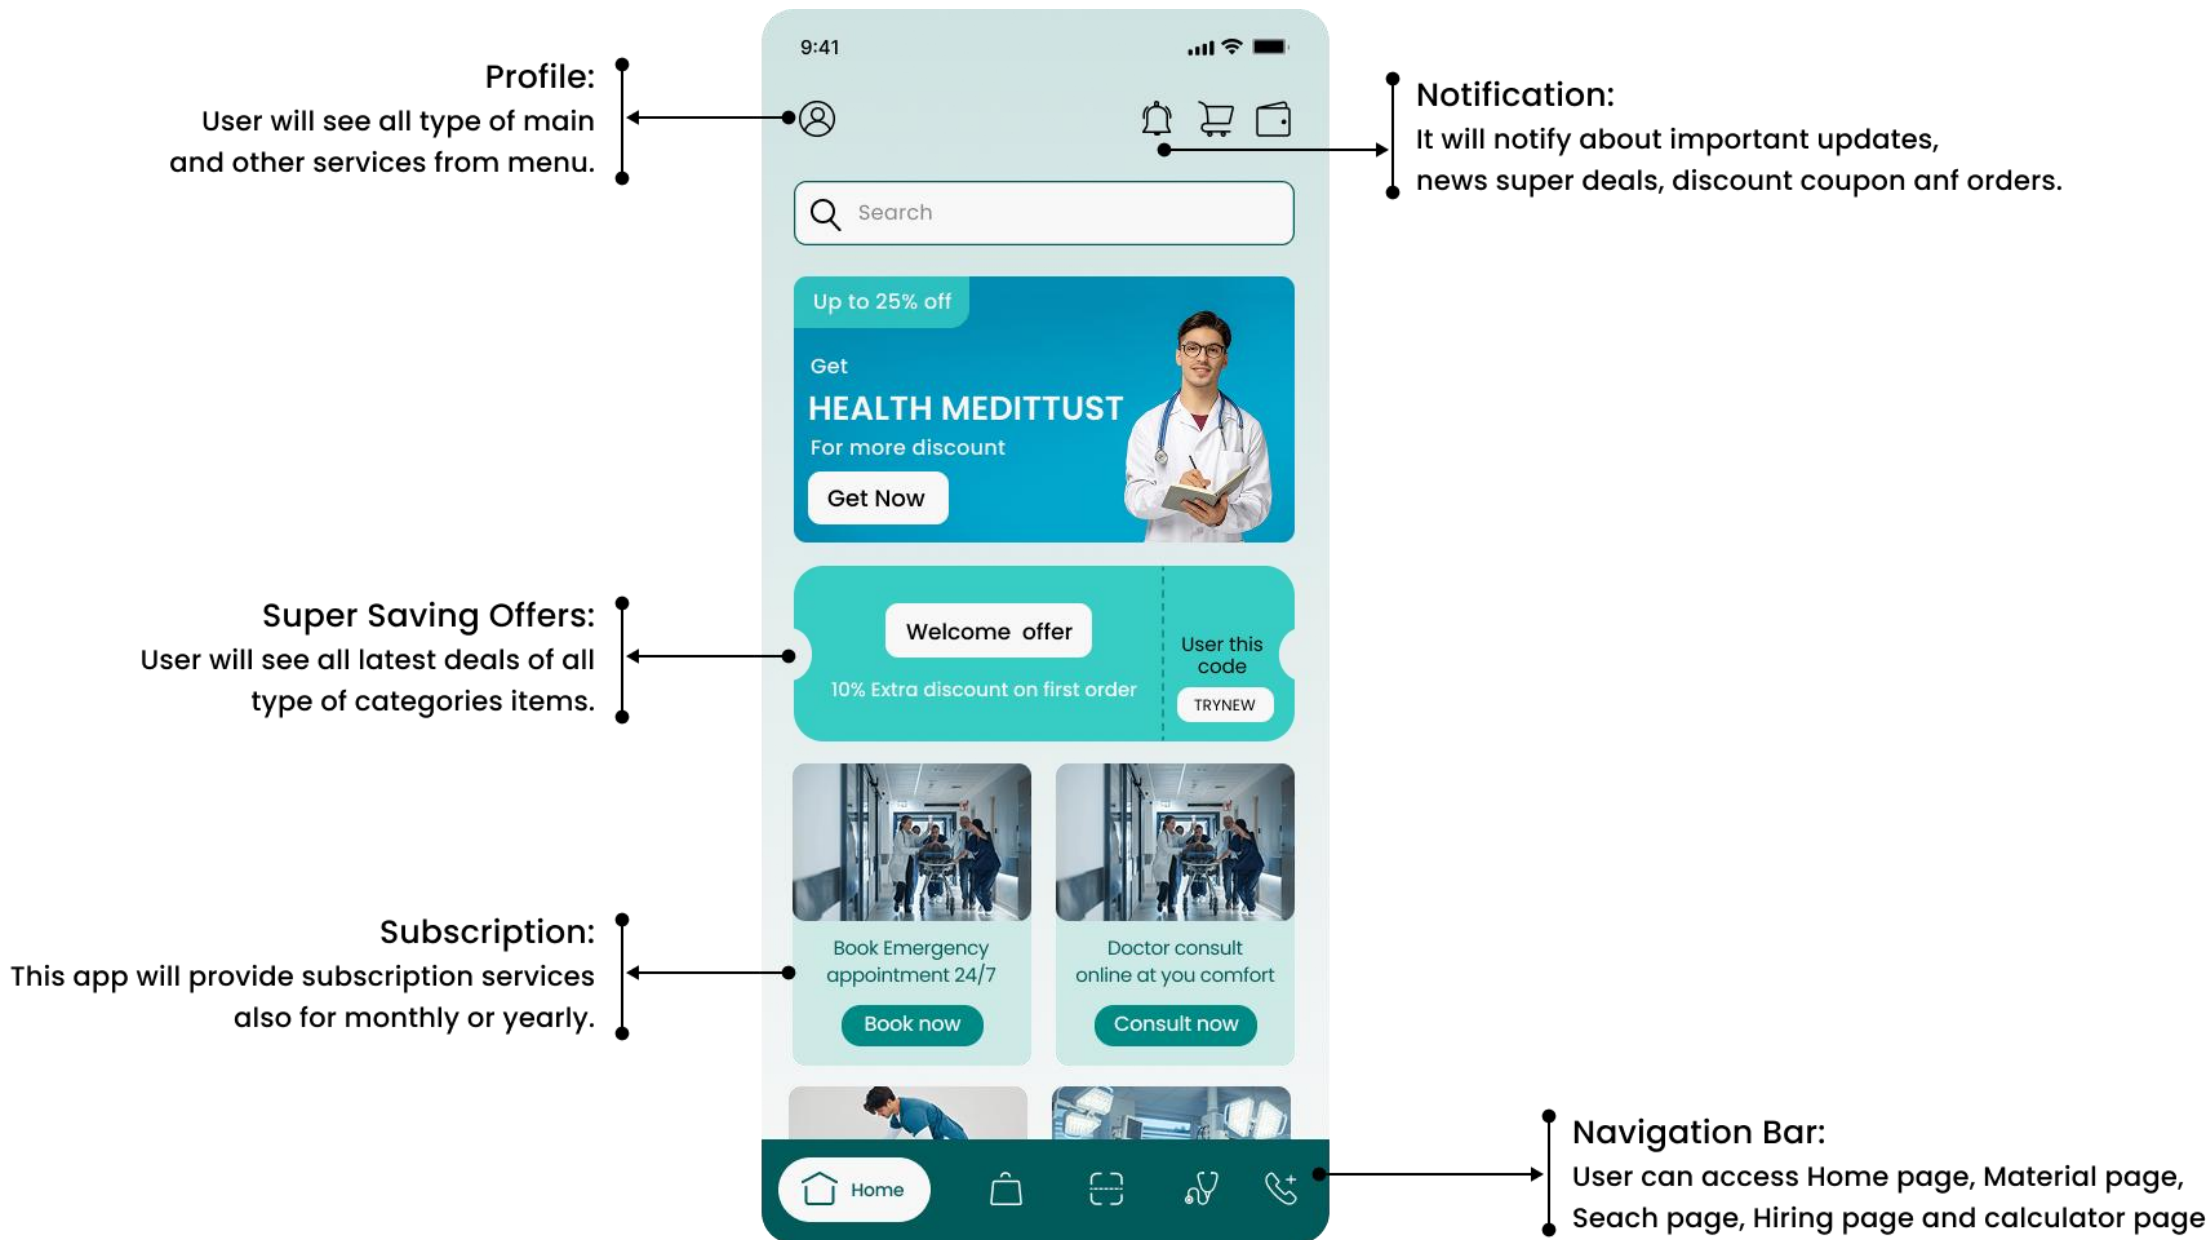 9:41
Profile:
User will see all type of main
and other services from menu.
Notification:
It will notify about important updates,
news super deals, discount coupon anf orders.
Search
Up to 25% off
Get
HEALTH MEDITTUST
For more discount
Get Now
Super Saving Offers:
User will see all latest deals of all
type of categories items.
Welcome offer
10% Extra discount on first order
User this
code
TRYNEW
Subscription:
This app will provide subscription services
also for monthly or yearly.
Book Emergency
appointment 24/7
Book now
Doctor consult
online at you comfort
Consult now
Home
Navigation Bar:
User can access Home page, Material page,
Seach page, Hiring page and calculator page